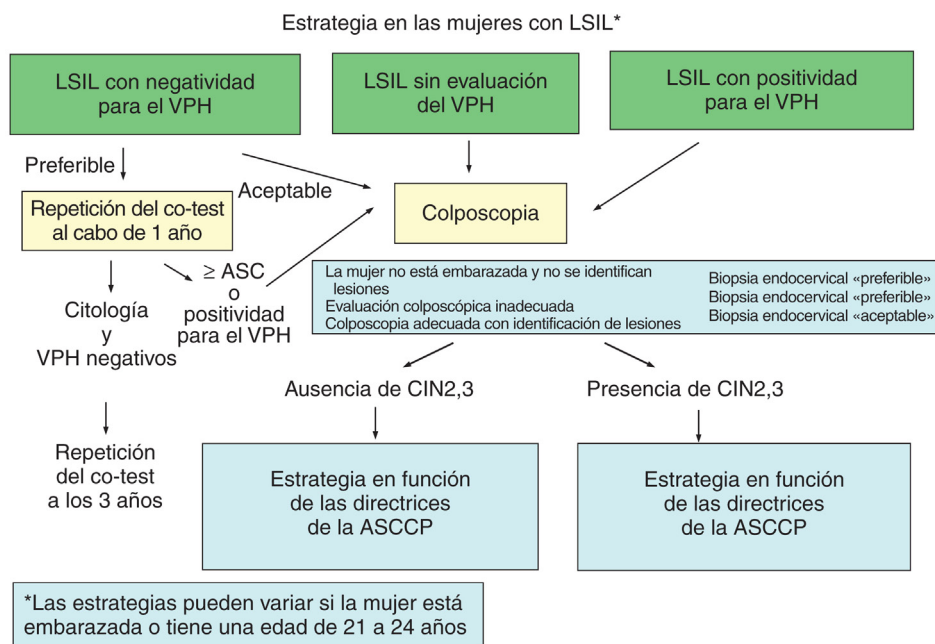 Estrategia en las mujeres con LSIL*
LSIL con negatividad
para el VPH
LSIL sin evaluación
del VPH
LSIL con positividad
para el VPH
Preferible
Aceptable
Repetición del co-test
al cabo de 1 año
Colposcopia
≥ ASC
o
positividad
para el VPH
Citología
y
VPH negativos
Repetición
del co-test
a los 3 años
La mujer no está embarazada y no se identifican
lesiones
Evaluación colposcópica inadecuada
Colposcopia adecuada con identificación de lesiones
Biopsia endocervical «preferible»
Biopsia endocervical «preferible»
Biopsia endocervical «aceptable»
Ausencia de CIN2,3
Presencia de CIN2,3
Estrategia en función
de las directrices
de la ASCCP
Estrategia en función
de las directrices
de la ASCCP
*Las estrategias pueden variar si la mujer está
embarazada o tiene una edad de 21 a 24 años